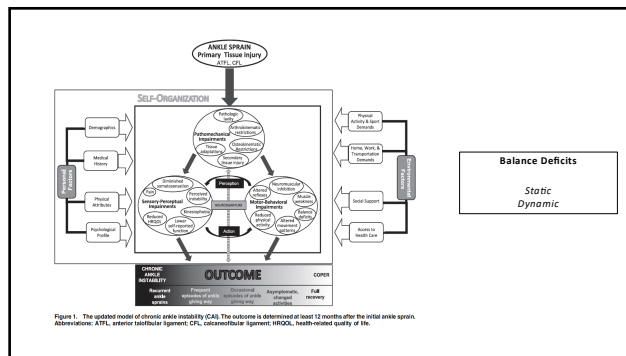 ANKLE SPRAIN
Primary Tissue Injury
ATFL, CFL
SELF-ORGANIZATION
Pathologic
laxity
Arthrokinematic
restrictions
Pathomechanical
Impairments
Osteokinematic
Restrictions
Tissue
adaptations
Secondary
tissue injury
Personal
Factors
Demographics
Medical
History
Physical
Attributes
Psychological
Profile
Diminished
somatosensation
Pain
Perceived
instability
Sensory-Perceptual
Impairments
Kinesiophobia
Reduced
HRQOL
Lower
self-reported
function
Perception
NEUROSIGNATURE
Action
Neuromuscular
inhibition
Altered
reflexes
Muscle
weakness
Motor-Behavioral
Impairments
Balance
deficits
Reduced
physical
activity
Altered
movement
patterns
Physical
Activity & Sport
Demands
Home, Work, &
Transportation
Demands
Social Support
Access to
Health Care
Environmental
Factors
CHRONIC
ANKLE
INSTABILITY
OUTCOME
COPER
Recurrent
ankle
sprains
Frequent
episodes of ankle
giving way
Occasional
episodes of ankle
giving way
Asymptomatic,
changed
activities
Full
recovery
Figure 1. The updated model of chronic ankle instability (CAI). The outcome is determined at least 12 months after the initial ankle sprain.
Abbreviations: ATFL, anterior talofibular ligament; CFL, calcaneofibular ligament; HRQOL, health-related quality of life.
Balance Deficits
Static
Dynamic